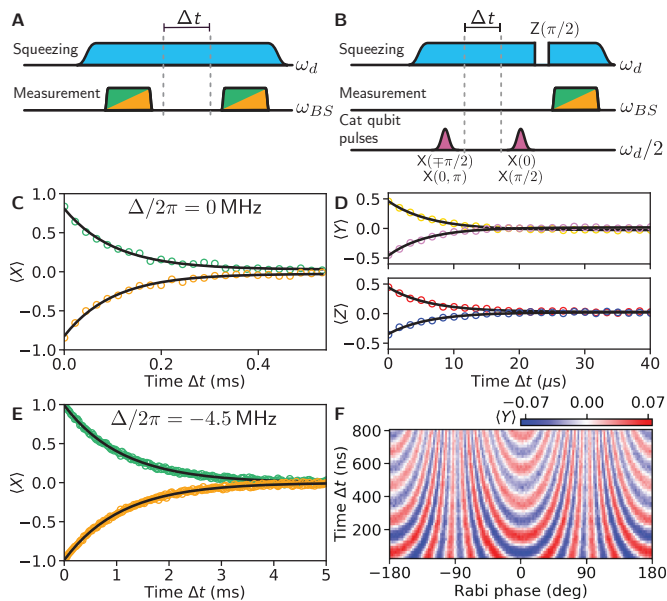 A
Δt
Squeezing
ω_d
Measurement
ω_BS
B
Δt
Z(π/2)
Squeezing
ω_d
Measurement
ω_BS
Cat qubit
pulses
ω_d/2
X(∓π/2)
X(0)
X(0, π)
X(π/2)
C
Δ/2π = 0 MHz
⟨X⟩
1.0
0.5
0.0
−0.5
−1.0
0.0
0.2
0.4
Time Δt (ms)
D
⟨Y⟩
0.5
0.0
−0.5
⟨Z⟩
0.5
0.0
−0.5
0
10
20
30
40
Time Δt (μs)
E
Δ/2π = −4.5 MHz
⟨X⟩
1.0
0.5
0.0
−0.5
−1.0
0
1
2
3
4
5
Time Δt (ms)
F
−0.07
0.00
0.07
⟨Y⟩
Time Δt (ns)
800
600
400
200
−180
−90
0
90
180
Rabi phase (deg)